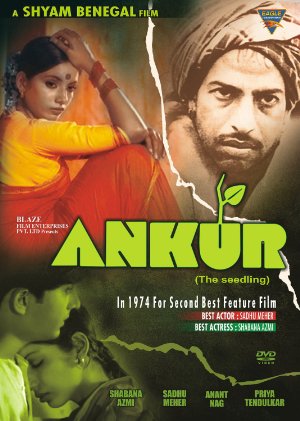 A SHYAM BENEGAL FILM
EAGLE
BLAZE
FILM ENTERPRISES
PVT. LTD Presents
ANKUR
(The seedling)
In 1974 For Second Best Feature Film
BEST ACTOR : SADHU MEHER
BEST ACTRESS : SHABANA AZMI
DVD
VIDEO
SHABANA AZMI
SADHU MEHER
ANANT NAG
PRIYA TENDULKAR